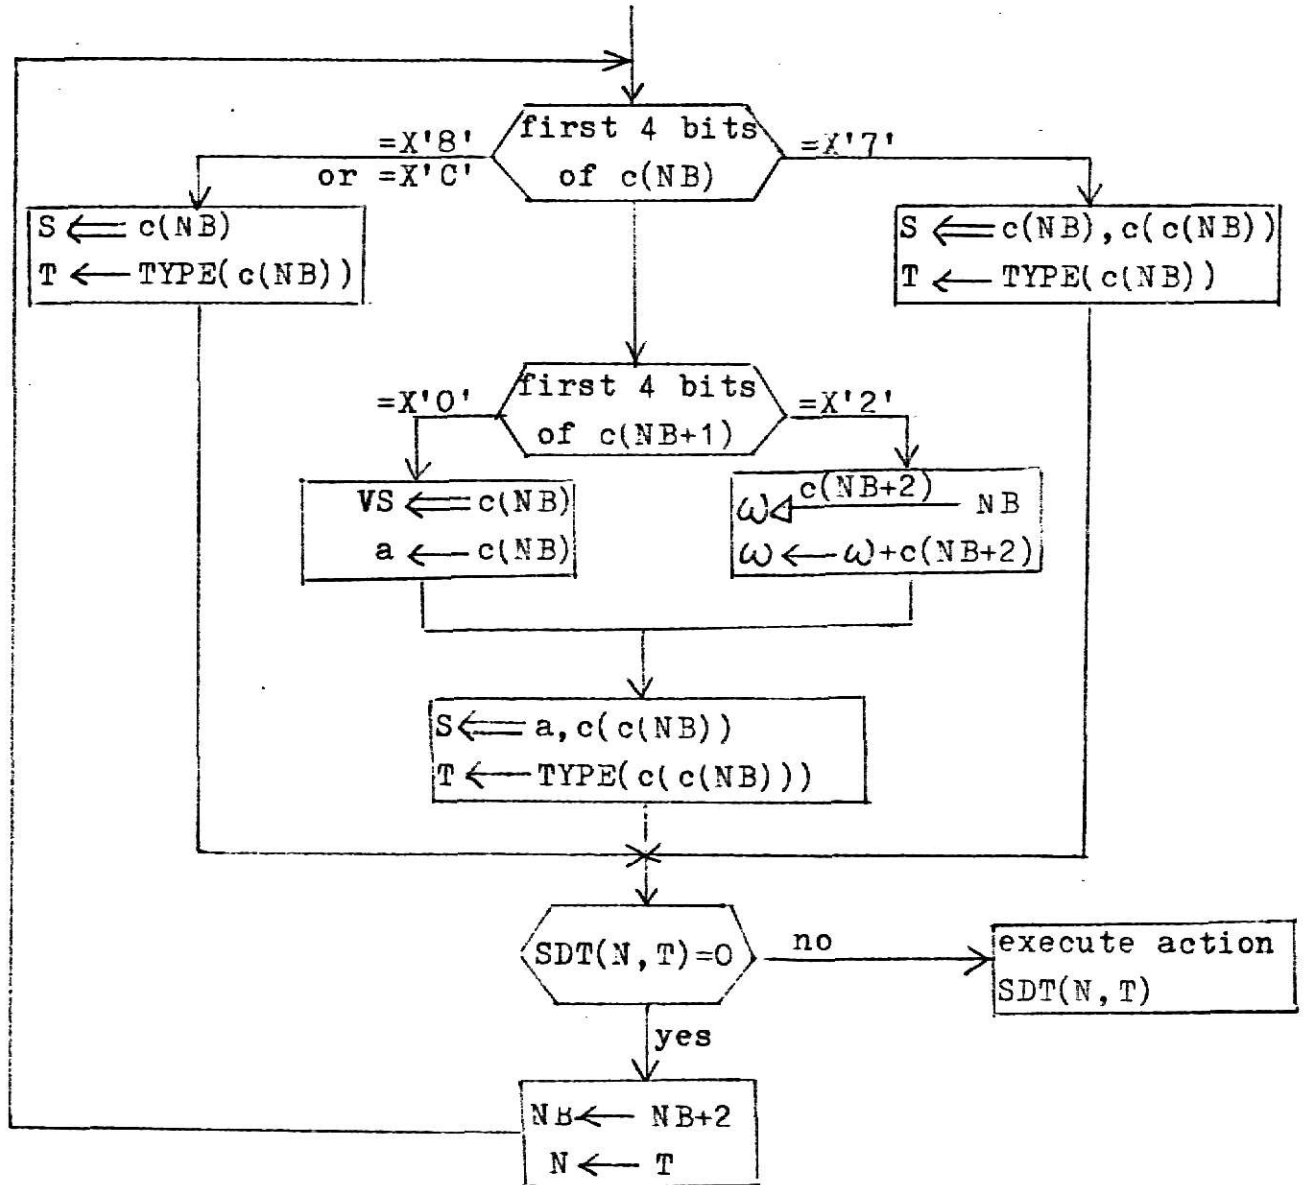 first 4 bits
of c(NB)
=X'8'
or =X'C'
=X'7'
S ⟸ c(NB)
T ⟵ TYPE(c(NB))
S ⟸ c(NB),c(c(NB))
T ⟵ TYPE(c(NB))
first 4 bits
of c(NB+1)
=X'0'
=X'2'
VS ⟸ c(NB)
a ⟵ c(NB)
c(NB+2)
ω ◁— NB
ω ⟵ ω+c(NB+2)
S ⟸ a,c(c(NB))
T ⟵ TYPE(c(c(NB)))
SDT(N,T)=0
no
execute action
SDT(N,T)
yes
NB ⟵ NB+2
N ⟵ T